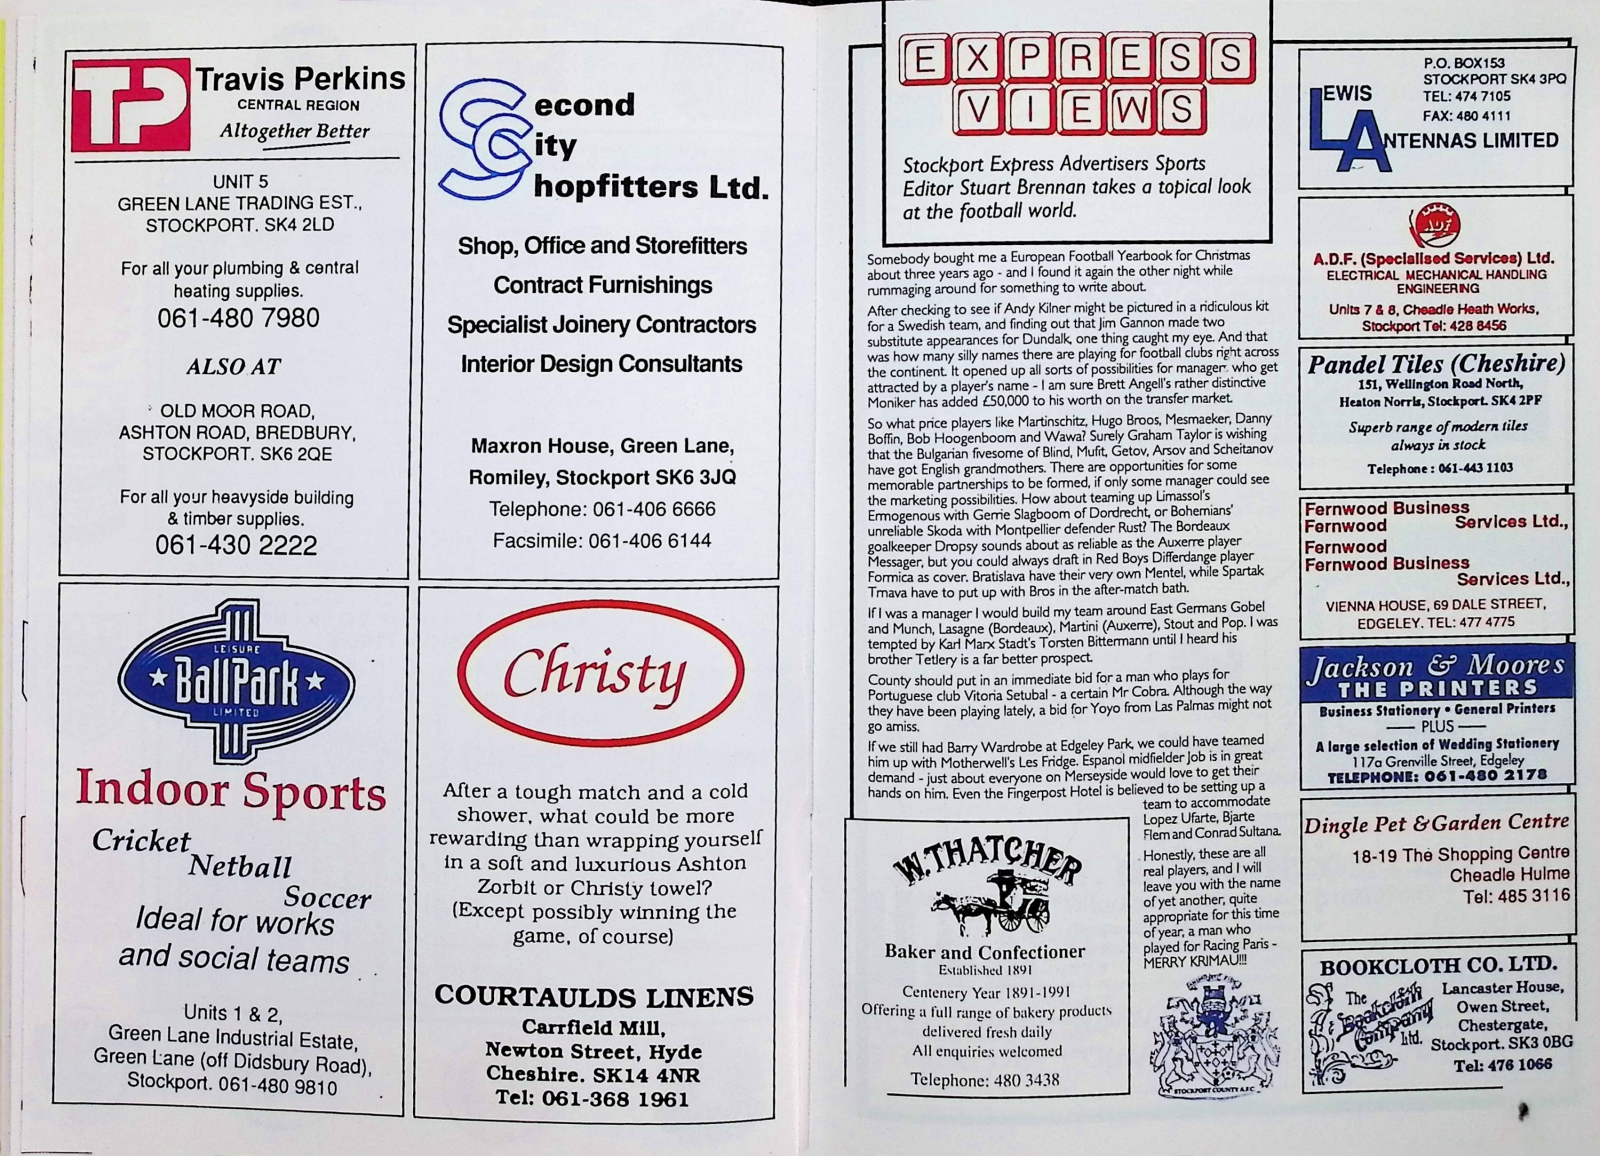 TP
Travis Perkins
CENTRAL REGION
Altogether Better
UNIT 5
GREEN LANE TRADING EST.,
STOCKPORT. SK4 2LD
For all your plumbing & central
heating supplies.
061-480 7980
ALSO AT
OLD MOOR ROAD,
ASHTON ROAD, BREDBURY,
STOCKPORT. SK6 2QE
For all your heavyside building
& timber supplies.
061-430 2222
Second
City
Shopfitters Ltd.
Shop, Office and Storefitters
Contract Furnishings
Specialist Joinery Contractors
Interior Design Consultants
Maxron House, Green Lane,
Romiley, Stockport SK6 3JQ
Telephone: 061-406 6666
Facsimile: 061-406 6144
LEISURE
BallPark
LIMITED
Indoor Sports
Cricket
Netball
Soccer
Ideal for works
and social teams
Units 1 & 2,
Green Lane Industrial Estate,
Green Lane (off Didsbury Road),
Stockport. 061-480 9810
Christy
After a tough match and a cold
shower, what could be more
rewarding than wrapping yourself
in a soft and luxurious Ashton
Zorbit or Christy towel?
(Except possibly winning the
game, of course)
COURTAULDS LINENS
Carrfield Mill,
Newton Street, Hyde
Cheshire. SK14 4NR
Tel: 061-368 1961
EXPRESS
VIEWS
Stockport Express Advertisers Sports
Editor Stuart Brennan takes a topical look
at the football world.
Somebody bought me a European Football Yearbook for Christmas
about three years ago - and I found it again the other night while
rummaging around for something to write about.
After checking to see if Andy Kilner might be pictured in a ridiculous kit
for a Swedish team, and finding out that Jim Gannon made two
substitute appearances for Dundalk, one thing caught my eye. And that
was how many silly names there are playing for football clubs right across
the continent. It opened up all sorts of possibilities for manager. who get
attracted by a player's name - I am sure Brett Angell's rather distinctive
Moniker has added £50,000 to his worth on the transfer market.
So what price players like Martinschitz, Hugo Broos, Mesmaeker, Danny
Boffin, Bob Hoogenboom and Wawa? Surely Graham Taylor is wishing
that the Bulgarian fivesome of Blind, Mufit, Getov, Arsov and Scheitanov
have got English grandmothers. There are opportunities for some
memorable partnerships to be formed, if only some manager could see
the marketing possibilities. How about teaming up Limassol's
Ermogenous with Gerrie Slagboom of Dordrecht, or Bohemians'
unreliable Skoda with Montpellier defender Rust? The Bordeaux
goalkeeper Dropsy sounds about as reliable as the Auxerre player
Messager, but you could always draft in Red Boys Differdange player
Formica as cover. Bratislava have their very own Mentel, while Spartak
Trnava have to put up with Bros in the after-match bath.
If I was a manager I would build my team around East Germans Gobel
and Munch, Lasagne (Bordeaux), Martini (Auxerre), Stout and Pop. I was
tempted by Karl Marx Stadt's Torsten Bittermann until I heard his
brother Tetlery is a far better prospect.
County should put in an immediate bid for a man who plays for
Portuguese club Vitoria Setubal - a certain Mr Cobra. Although the way
they have been playing lately, a bid for Yoyo from Las Palmas might not
go amiss.
If we still had Barry Wardrobe at Edgeley Park, we could have teamed
him up with Motherwell's Les Fridge. Espanol midfielder Job is in great
demand - just about everyone on Merseyside would love to get their
hands on him. Even the Fingerpost Hotel is believed to be setting up a
team to accommodate
Lopez Ufarte, Bjarte
Flem and Conrad Sultana.
Honestly, these are all
real players, and I will
leave you with the name
of yet another, quite
appropriate for this time
of year, a man who
played for Racing Paris -
MERRY KRIMAU!!!
STOCKPORT COUNTY A.F.C.
W.THATCHER
Baker and Confectioner
Established 1891
Centenery Year 1891-1991
Offering a full range of bakery products
delivered fresh daily
All enquiries welcomed
Telephone: 480 3438
P.O. BOX153
STOCKPORT SK4 3PQ
TEL: 474 7105
FAX: 480 4111
LEWIS
ANTENNAS LIMITED
ADF
A.D.F. (Specialised Services) Ltd.
ELECTRICAL MECHANICAL HANDLING
ENGINEERING
Units 7 & 8, Cheadle Heath Works,
Stockport Tel: 428 8456
Pandel Tiles (Cheshire)
151, Wellington Road North,
Heaton Norris, Stockport. SK4 2PF
Superb range of modern tiles
always in stock
Telephone : 061-443 1103
Fernwood Business
Fernwood Services Ltd.,
Fernwood
Fernwood Business
Services Ltd.,
VIENNA HOUSE, 69 DALE STREET,
EDGELEY. TEL: 477 4775
Jackson & Moores
THE PRINTERS
Business Stationery • General Printers
PLUS
A large selection of Wedding Stationery
117a Grenville Street, Edgeley
TELEPHONE: 061-480 2178
Dingle Pet & Garden Centre
18-19 The Shopping Centre
Cheadle Hulme
Tel: 485 3116
BOOKCLOTH CO. LTD.
The
Bookcloth
Company
Ltd.
Lancaster House,
Owen Street,
Chestergate,
Stockport. SK3 0BG
Tel: 476 1066